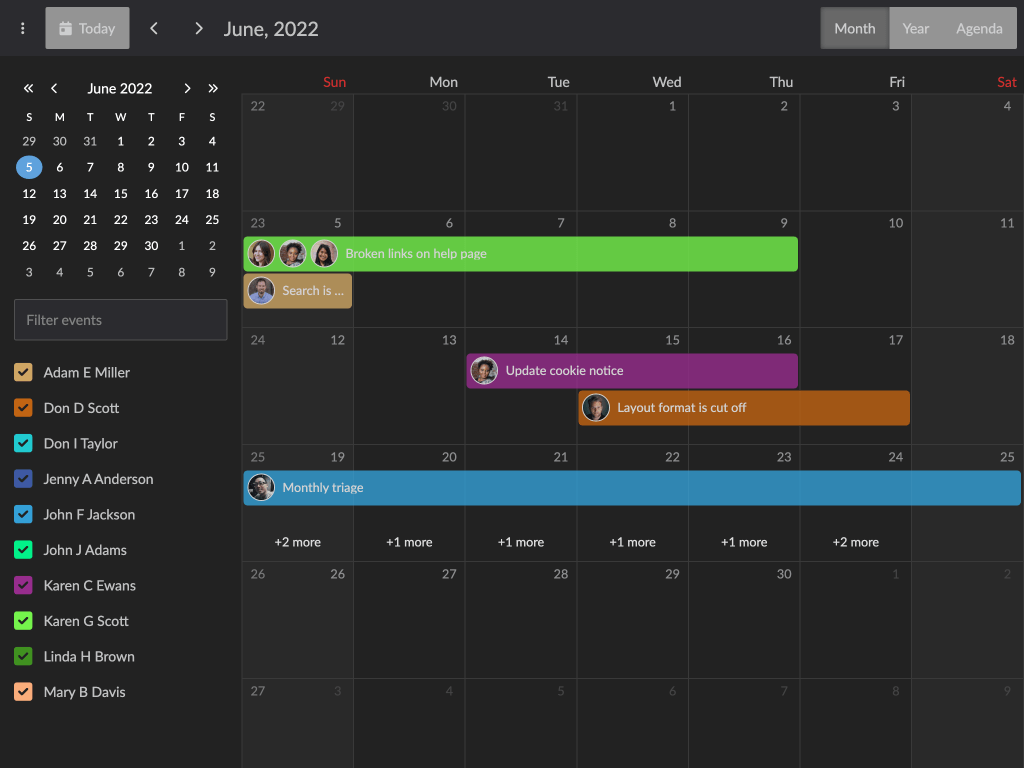 Today
June, 2022
Month Year Agenda
June 2022
S M T W T F S
29 30 31 1 2 3 4
5 6 7 8 9 10 11
12 13 14 15 16 17 18
19 20 21 22 23 24 25
26 27 28 29 30 1 2
3 4 5 6 7 8 9
Filter events
Adam E Miller
Don D Scott
Don I Taylor
Jenny A Anderson
John F Jackson
John J Adams
Karen C Ewans
Karen G Scott
Linda H Brown
Mary B Davis
Sun Mon Tue Wed Thu Fri Sat
22 29 30 31 1 2 3 4
23 5 6 7 8 9 10 11
Broken links on help page
Search is ...
24 12 13 14 15 16 17 18
Update cookie notice
Layout format is cut off
25 19 20 21 22 23 24 25
Monthly triage
+2 more +1 more +1 more +1 more +1 more +2 more
26 26 27 28 29 30 1 2
27 3 4 5 6 7 8 9